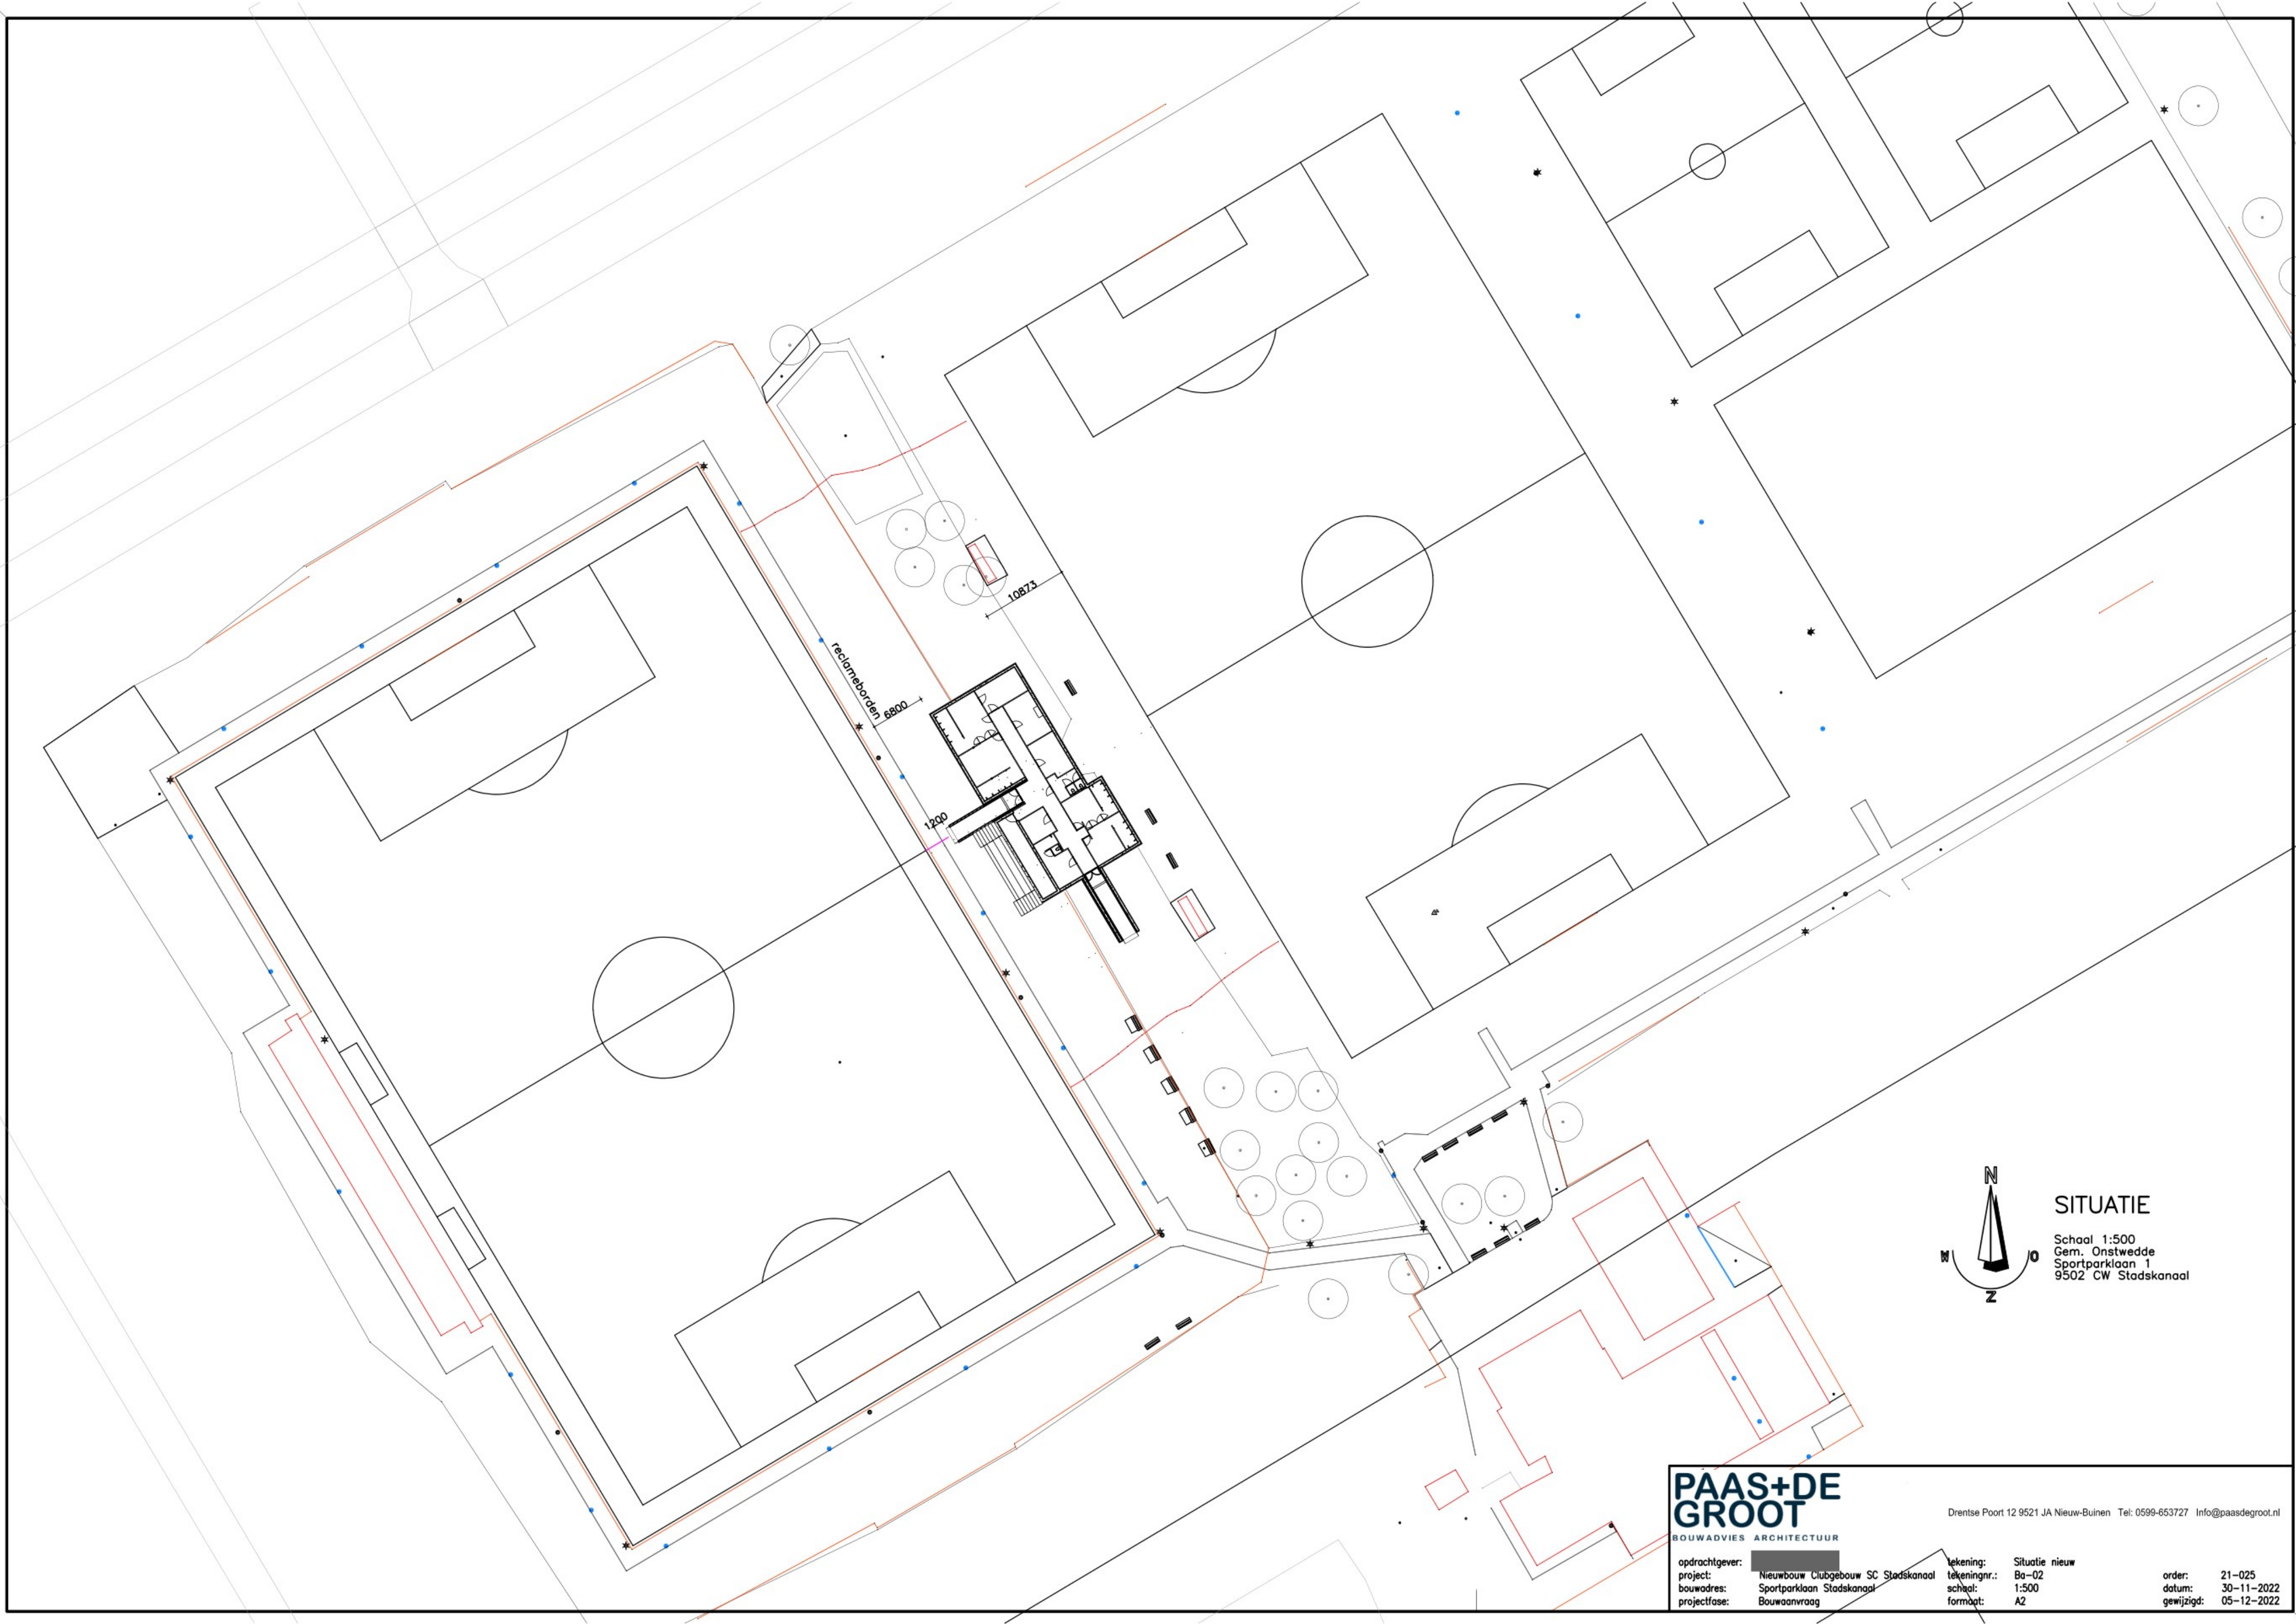 10873
reclameborden
6800
1200
N
W
O
Z
SITUATIE
Schaal 1:500
Gem. Onstwedde
Sportparklaan 1
9502 CW Stadskanaal
PAAS+DE
GROOT
BOUWADVIES ARCHITECTUUR
Drentse Poort 12 9521 JA Nieuw-Buinen Tel: 0599-653727 Info@paasdegroot.nl
opdrachtgever: tekening: Situatie nieuw
project: Nieuwbouw Clubgebouw SC Stadskanaal tekeningnr.: Ba-02 order: 21-025
bouwadres: Sportparklaan Stadskanaal schaal: 1:500 datum: 30-11-2022
projectfase: Bouwaanvraag formaat: A2 gewijzigd: 05-12-2022